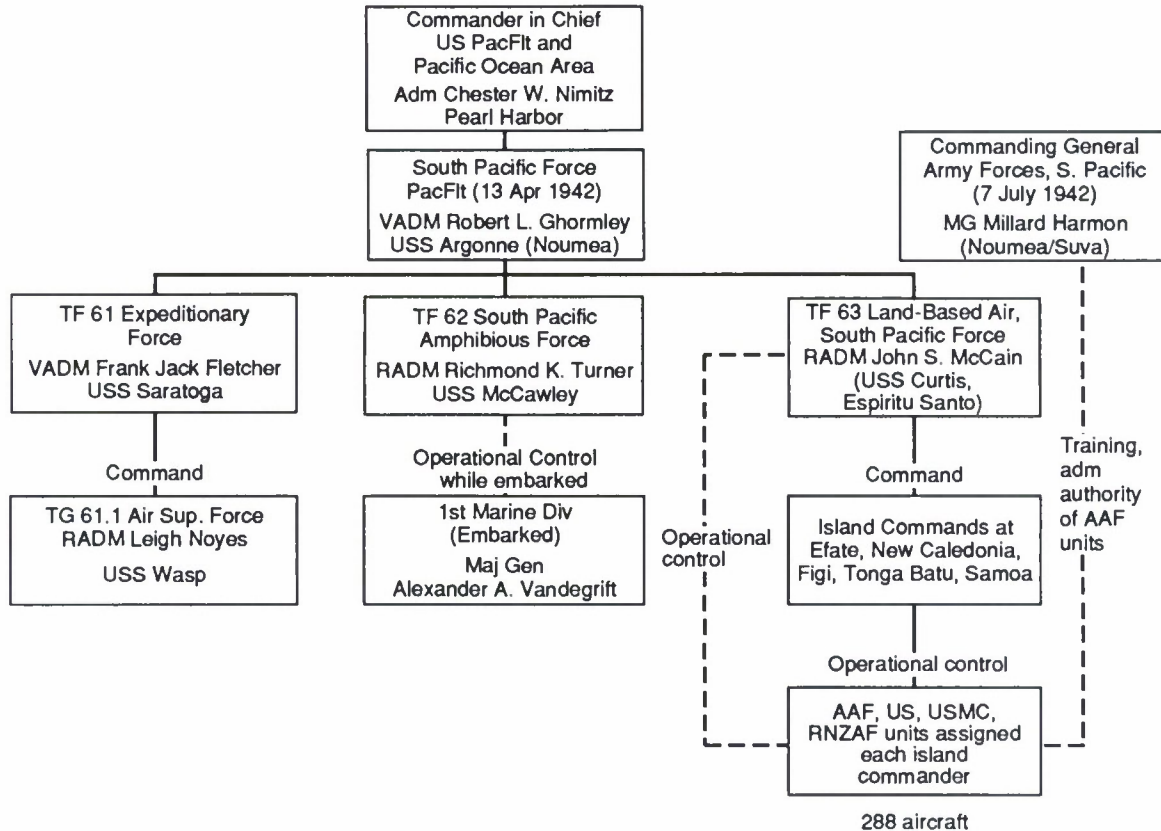 Commander in Chief
US PacFlt and
Pacific Ocean Area
Adm Chester W. Nimitz
Pearl Harbor
South Pacific Force
PacFlt (13 Apr 1942)
VADM Robert L. Ghormley
USS Argonne (Noumea)
Commanding General
Army Forces, S. Pacific
(7 July 1942)
MG Millard Harmon
(Noumea/Suva)
TF 61 Expeditionary
Force
VADM Frank Jack Fletcher
USS Saratoga
Command
TG 61.1 Air Sup. Force
RADM Leigh Noyes
USS Wasp
TF 62 South Pacific
Amphibious Force
RADM Richmond K. Turner
USS McCawley
Operational Control
while embarked
1st Marine Div
(Embarked)
Maj Gen
Alexander A. Vandegrift
TF 63 Land-Based Air,
South Pacific Force
RADM John S. McCain
(USS Curtis,
Espiritu Santo)
Command
Island Commands at
Efate, New Caledonia,
Figi, Tonga Batu, Samoa
Operational control
AAF, US, USMC,
RNZAF units assigned
each island
commander
288 aircraft
Operational
control
Training,
adm
authority
of AAF
units